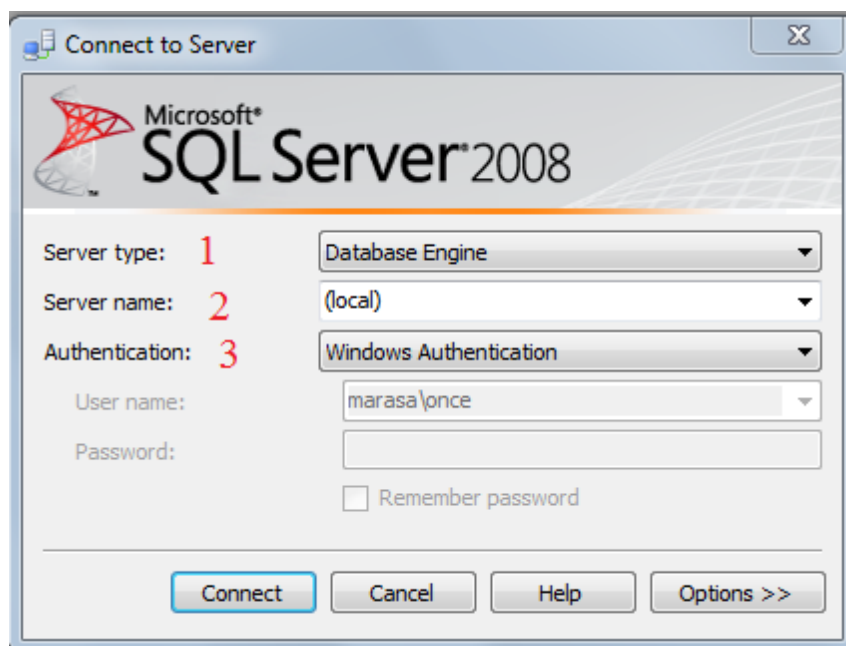 Connect to Server
Microsoft®
SQL Server® 2008
™
Server type: 1 Database Engine
Server name: 2 (local)
Authentication: 3 Windows Authentication
User name: marasa\once
Password:
Remember password
Connect Cancel Help Options >>